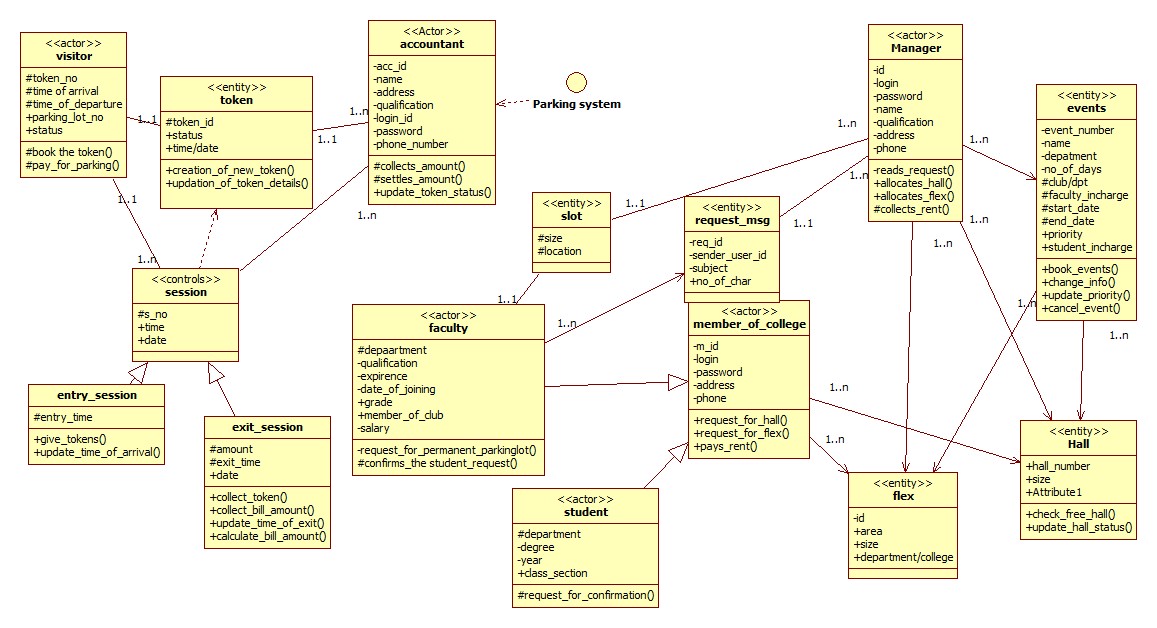 <<actor>>
visitor
#token_no
#time of arrival
#time_of_departure
+parking_lot_no
+status
#book the token()
#pay_for_parking()
1..1
<<entity>>
token
#token_id
+status
+time/date
+creation_of_new_token()
+updation_of_token_details()
1..n
1..1
<<Actor>>
accountant
-acc_id
-name
-address
-qualification
-login_id
-password
-phone_number
#collects_amount()
#settles_amount()
+update_token_status()
Parking system
<<actor>>
Manager
-id
-login
-password
-name
-qualification
-address
-phone
-reads_request()
+allocates_hall()
+allocates_flex()
#collects_rent()
<<entity>>
events
-event_number
-name
-depatment
-no_of_days
#club/dpt
#faculty_incharge
#start_date
#end_date
+priority
+student_incharge
+book_events()
+change_info()
+update_priority()
+cancel_event()
1..n
1..n
1..n
1..1
1..n
1..1
1..n
1..n
1..n
1..n
1..1
1..n
1..n
<<entity>>
slot
#size
#location
1..1
<<entity>>
request_msg
-req_id
-sender_user_id
-subject
+no_of_char
<<controls>>
session
#s_no
+time
+date
entry_session
#entry_time
+give_tokens()
+update_time_of_arrival()
exit_session
#amount
#exit_time
+date
+collect_token()
+collect_bill_amount()
+update_time_of_exit()
+calculate_bill_amount()
<<actor>>
faculty
#depaartment
-qualification
-expirence
-date_of_joining
+grade
+member_of_club
-salary
-request_for_permanent_parkinglot()
#confirms_the student_request()
1..n
<<actor>>
member_of_college
-m_id
-login
-password
-address
-phone
+request_for_hall()
+request_for_flex()
+pays_rent()
1..n
1..n
<<actor>>
student
#department
-degree
-year
+class_section
#request_for_confirmation()
<<entity>>
flex
-id
+area
+size
+department/college
<<entity>>
Hall
+hall_number
+size
+Attribute1
+check_free_hall()
+update_hall_status()